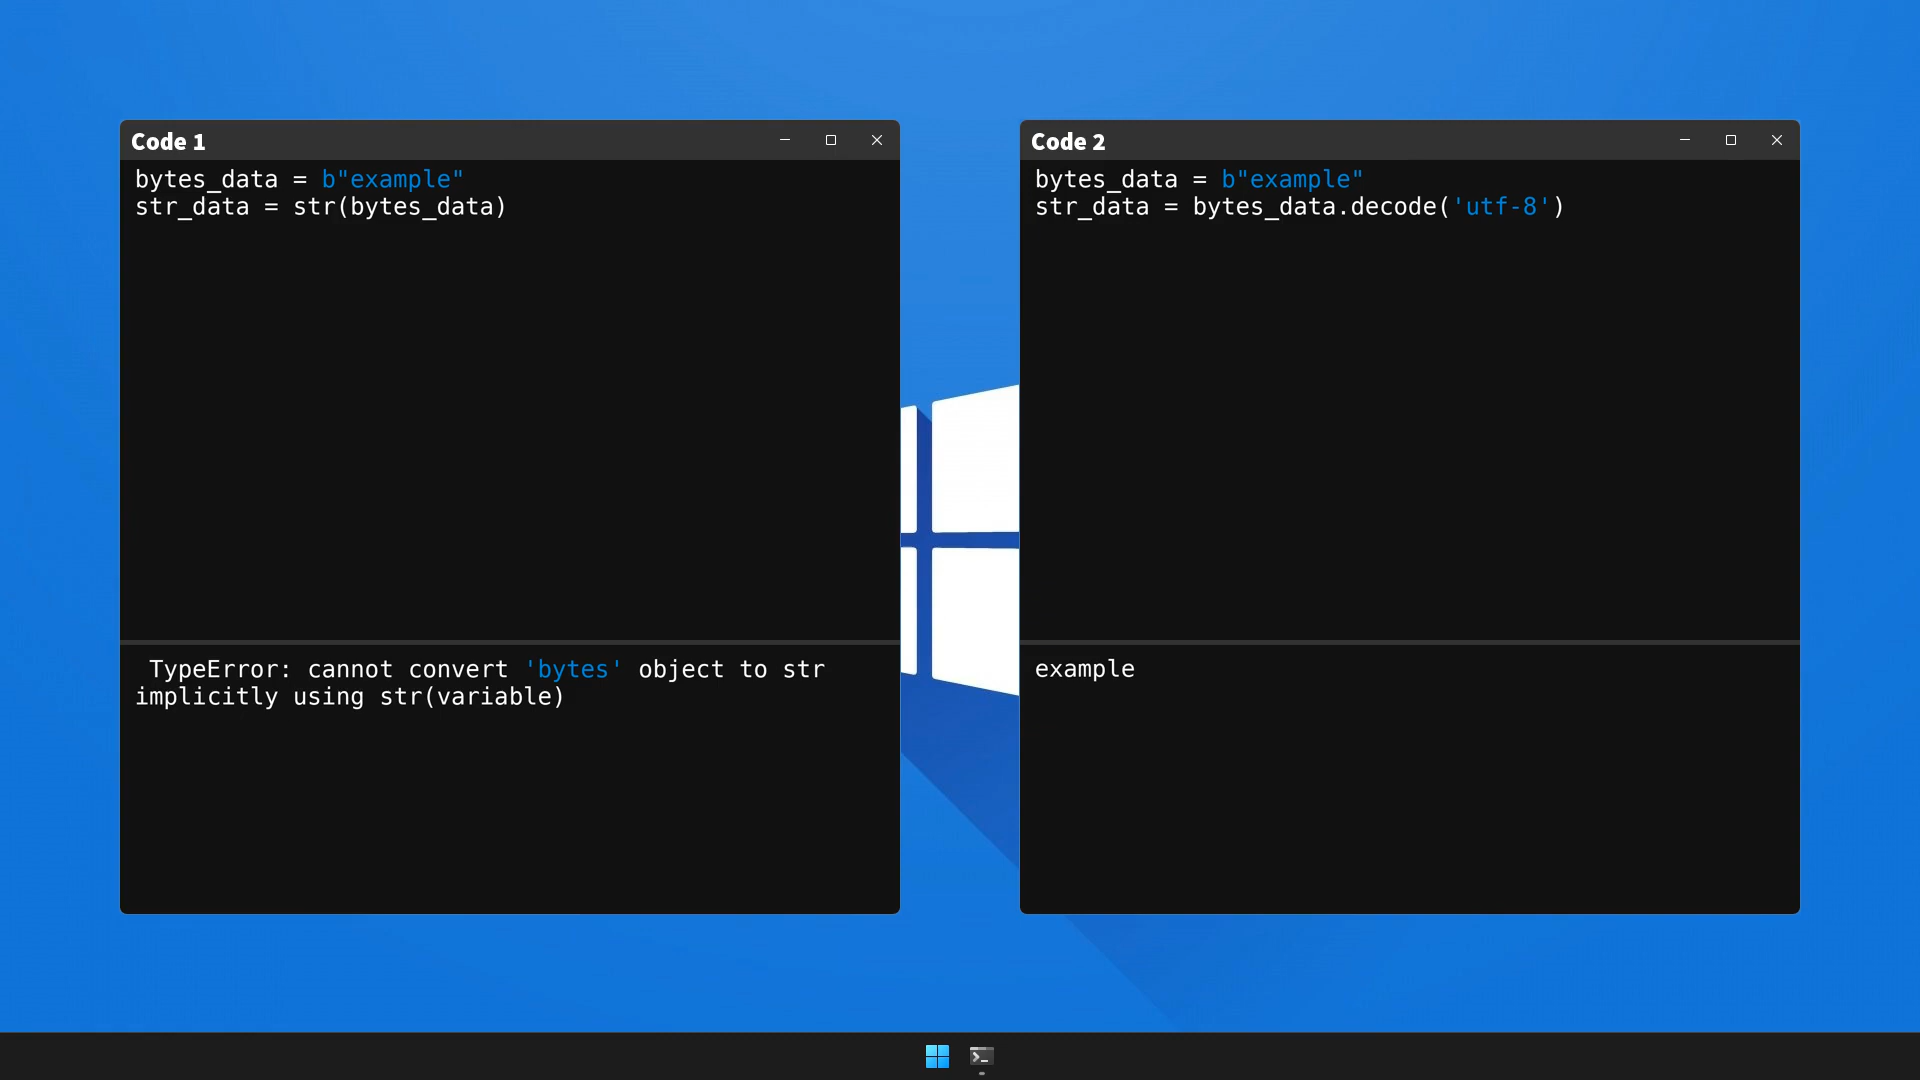 Code 1
bytes_data = b"example"
str_data = str(bytes_data)
TypeError: cannot convert 'bytes' object to str
implicitly using str(variable)
Code 2
bytes_data = b"example"
str_data = bytes_data.decode('utf-8')
example